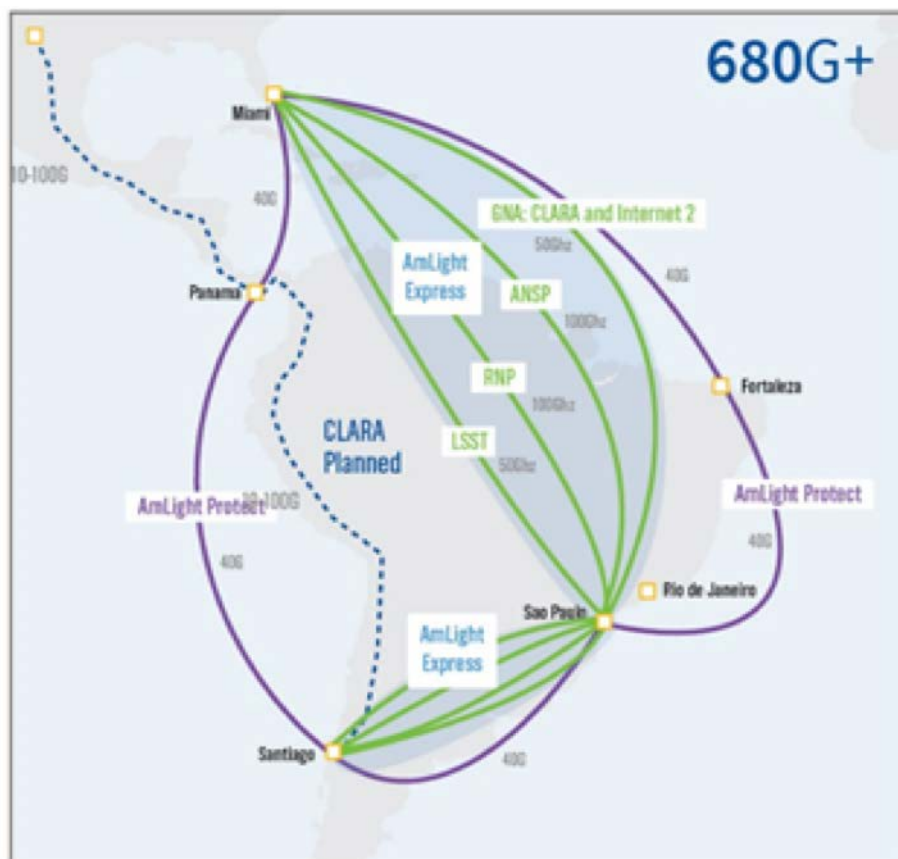 680G+
Miami
10-100G
40G
GNA: CLARA and Internet 2
50Ghz
40G
AmLight
Express
ANSP
Panama
100Ghz
RNP
Fortaleza
100Ghz
CLARA
Planned
LSST
50Ghz
AmLight Protect
10-100G
AmLight Protect
40G
40G
Rio de Janeiro
Sao Paulo
AmLight
Express
Santiago
40G